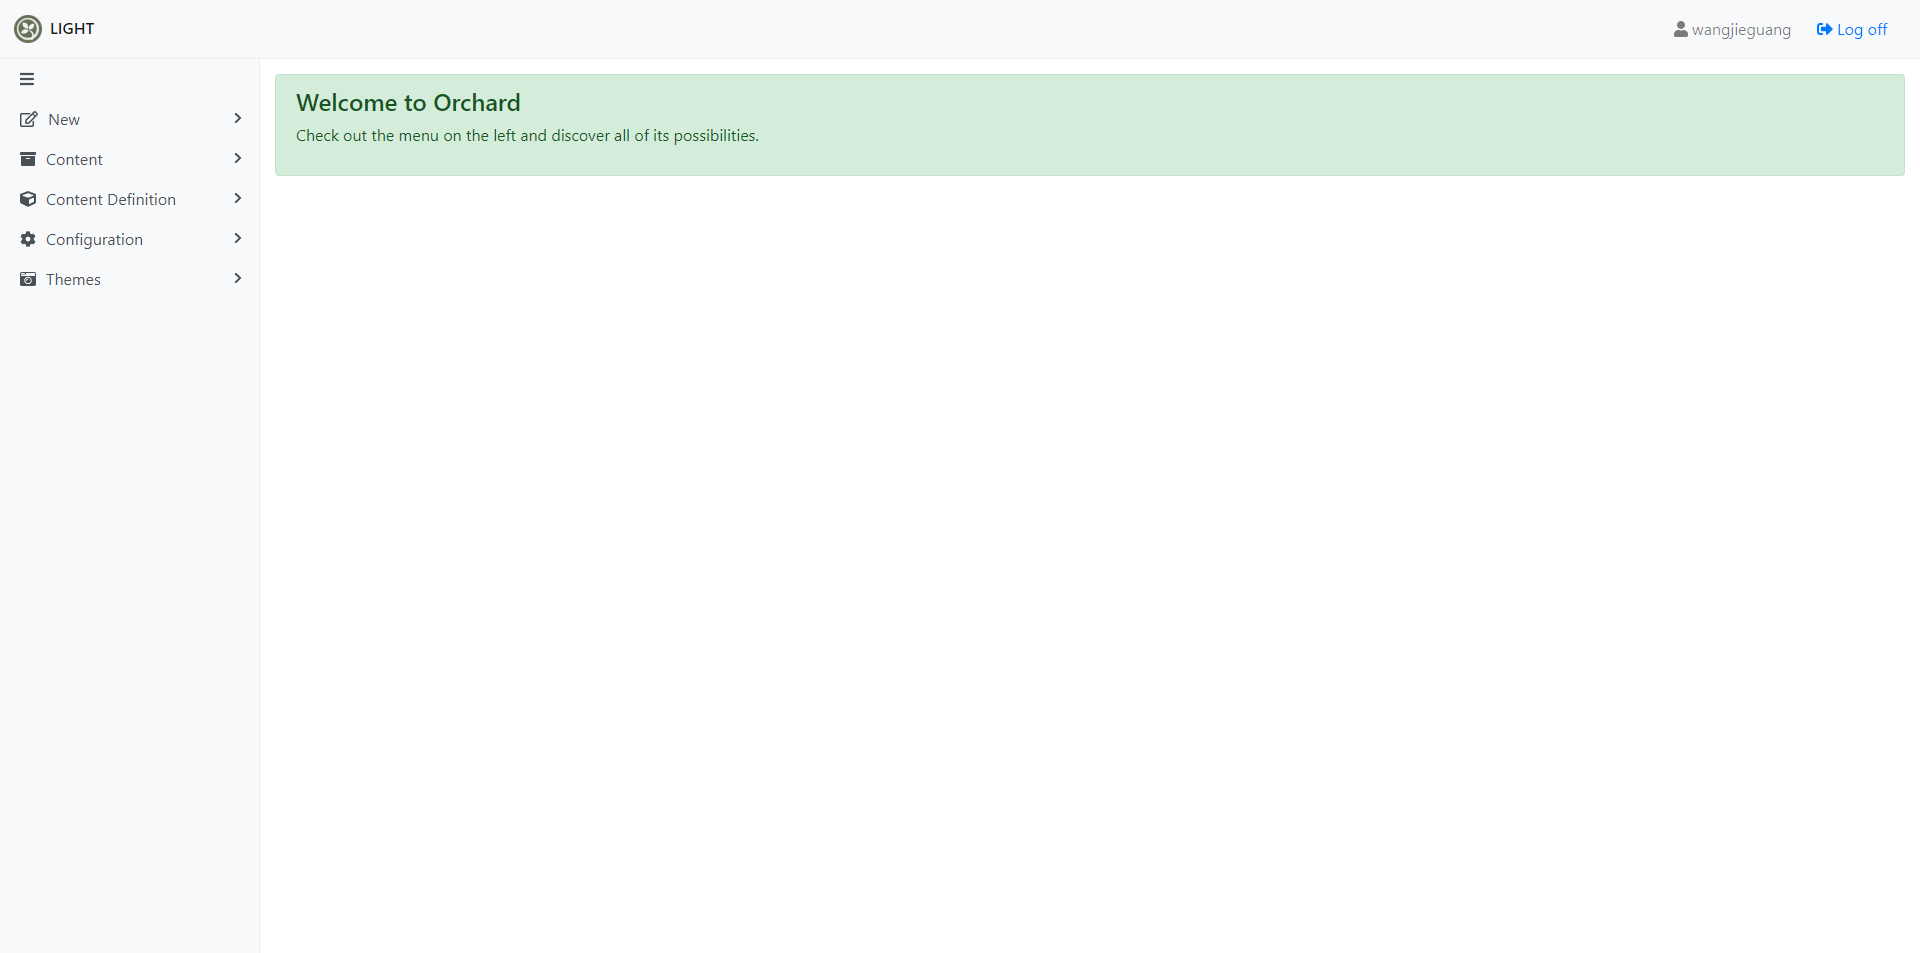 LIGHT
wangjieguang
Log off
New
Content
Content Definition
Configuration
Themes
Welcome to Orchard
Check out the menu on the left and discover all of its possibilities.